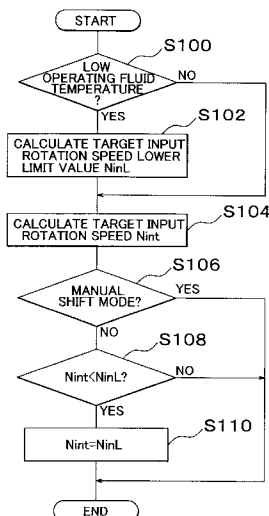 START
S100
LOW
OPERATING FLUID
TEMPERATURE
?
NO
YES
S102
CALCULATE TARGET INPUT
ROTATION SPEED LOWER
LIMIT VALUE NinL
S104
CALCULATE TARGET INPUT
ROTATION SPEED Nint
S106
MANUAL
SHIFT MODE?
YES
NO
S108
Nint<NinL?
NO
YES
S110
Nint=NinL
END